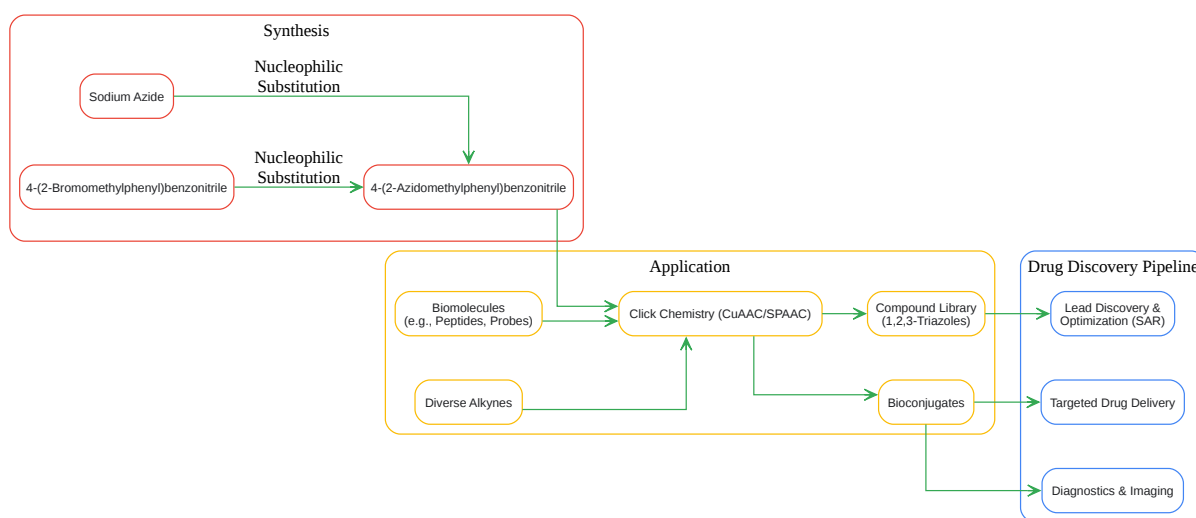 Synthesis
Nucleophilic
Substitution
Sodium Azide
Nucleophilic
Substitution
4-(2-Bromomethylphenyl)benzonitrile
4-(2-Azidomethylphenyl)benzonitrile
Application
Drug Discovery Pipeline
Biomolecules
(e.g., Peptides, Probes)
Click Chemistry (CuAAC/SPAAC)
Compound Library
(1,2,3-Triazoles)
Lead Discovery &
Optimization (SAR)
Diverse Alkynes
Bioconjugates
Targeted Drug Delivery
Diagnostics & Imaging